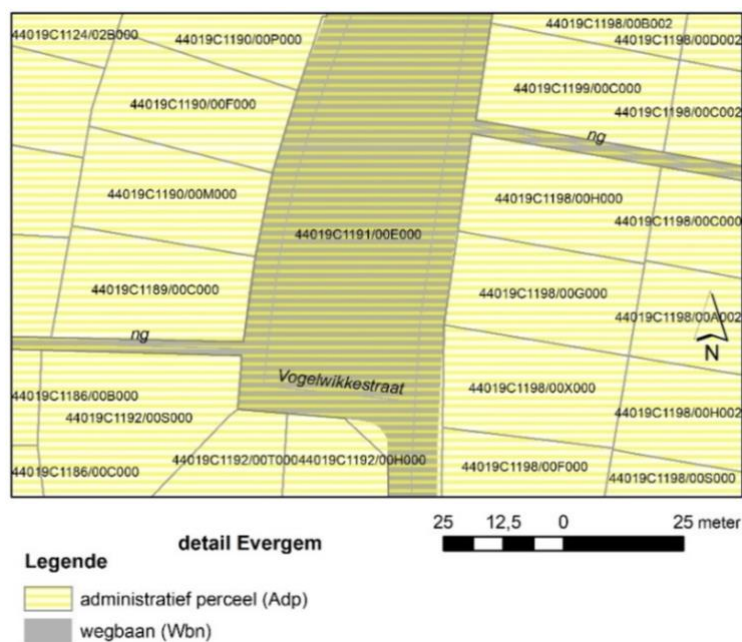 44019C1124/02B000
44019C1190/00P000
44019C1198/00B002
44019C1198/00D002
44019C1190/00F000
44019C1199/00C000
44019C1198/00C002
ng
44019C1190/00M000
44019C1198/00H000
44019C1191/00E000
44019C1198/00C000
44019C1189/00C000
44019C1198/00G000
44019C1198/00A002
ng
N
Vogelwikkestraat
44019C1186/00B000
44019C1198/00X000
44019C1192/00S000
44019C1198/00H002
44019C1192/00T000
44019C1192/00H000
44019C1186/00C000
44019C1198/00F000
44019C1198/00S000
25 12,5 0 25 meter
detail Evergem
Legende
administratief perceel (Adp)
wegbaan (Wbn)